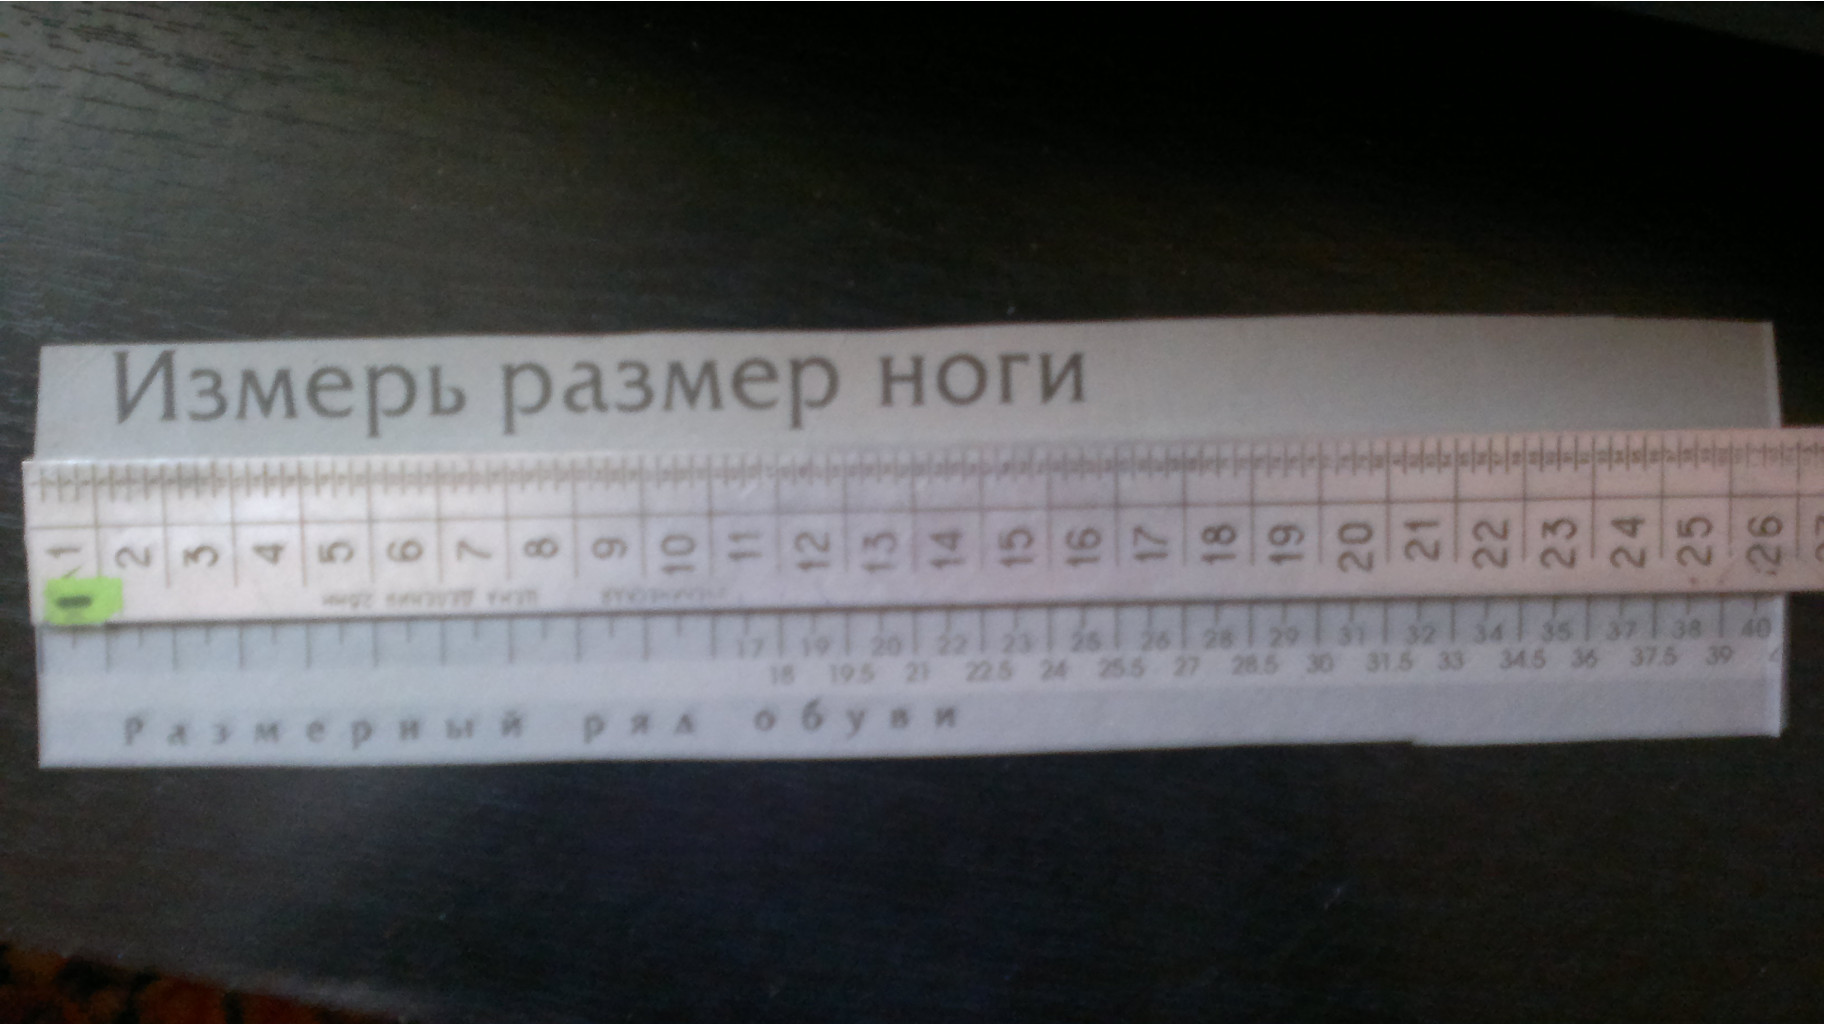 Измерь размер ноги
1 2 3 4 5 6 7 8 9 10 11 12 13 14 15 16 17 18 19 20 21 22 23 24 25 26
17 19 20 22 23 25 26 28 29 31 32 34 35 37 38 40
18 19.5 21 22.5 24 25.5 27 28.5 30 31.5 33 34.5 36 37.5 39
Размерный ряд обуви